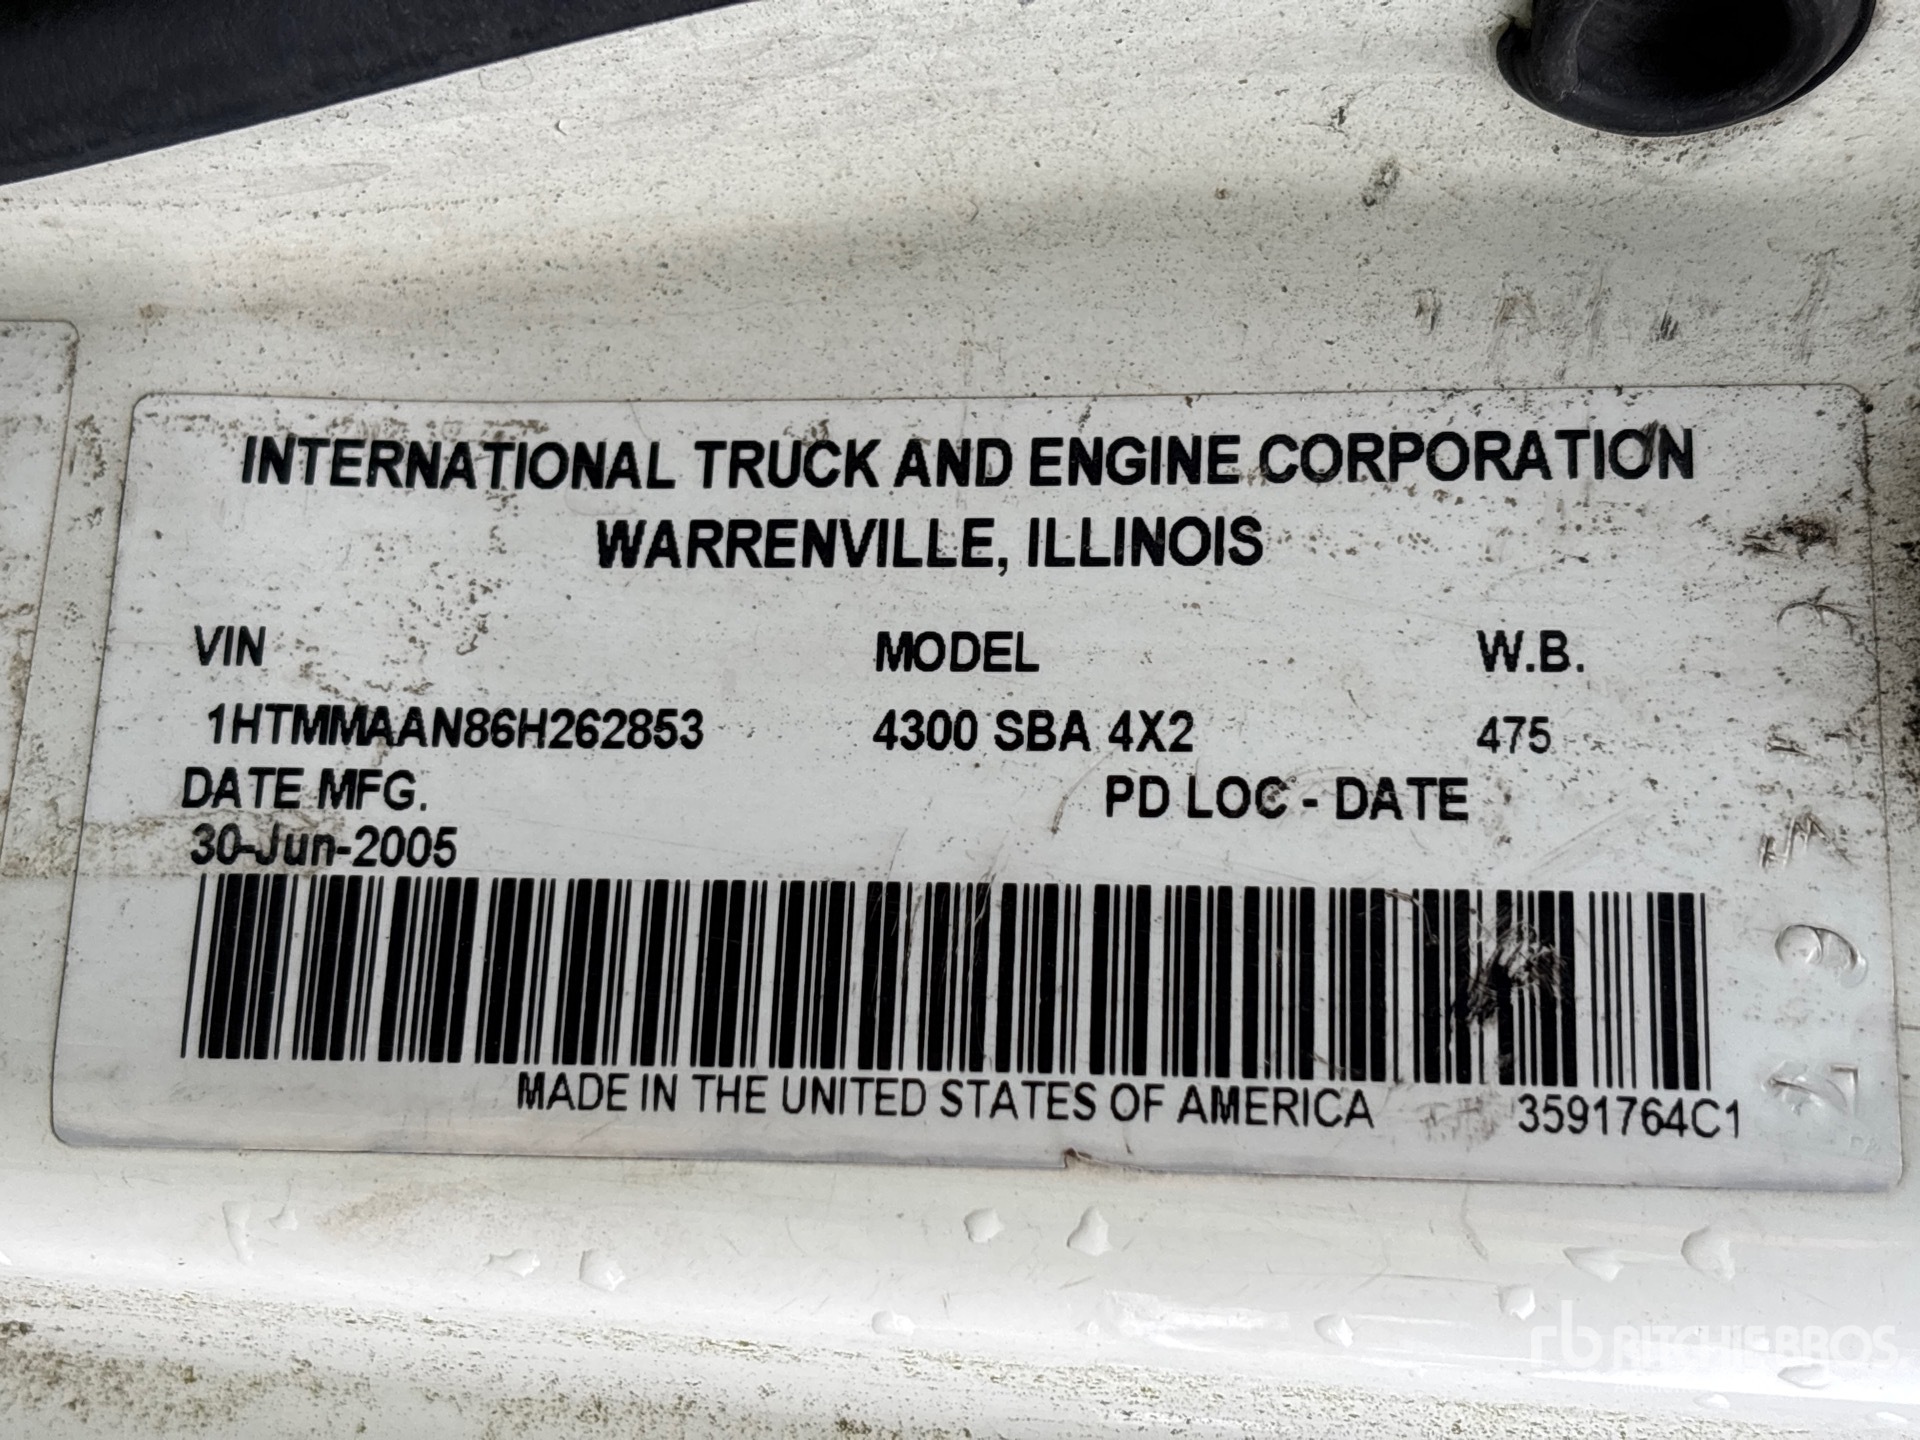 INTERNATIONAL TRUCK AND ENGINE CORPORATION
WARRENVILLE, ILLINOIS
VIN MODEL W.B.
1HTMMAAN86H262853 4300 SBA 4X2 475
DATE MFG. PD LOC - DATE
30-Jun-2005
MADE IN THE UNITED STATES OF AMERICA 3591764C1
rb RITCHIE BROS.